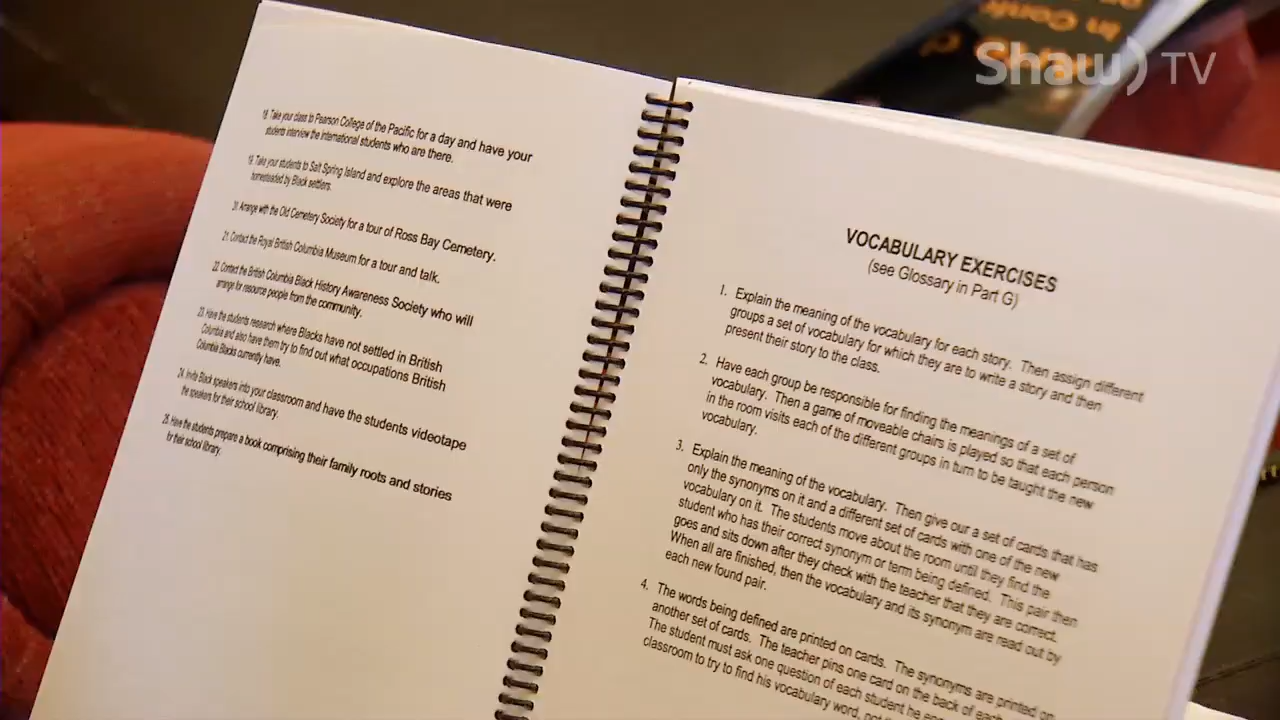 18. Take your class to Pearson College of the Pacific for a day and have your
students interview the international students who are there.
19. Take your students to Salt Spring Island and explore the areas that were
homesteaded by Black settlers.
Arrange with the Old Cemetery Society for a tour of Ross Bay Cemetery.
21. Contact the Royal British Columbia Museum for a tour and talk.
22. Contact the British Columbia Black History Awareness Society who will
arrange for resource people from the community.
23. Have the students research where Blacks have not settled in British
Columbia and also have them try to find out what occupations British
Columbia Blacks currently have.
24. Invite Black speakers into your classroom and have the students videotape
the speakers for their school library.
25. Have the students prepare a book comprising their family roots and stories
for their school library.
VOCABULARY EXERCISES
(see Glossary in Part G)
1. Explain the meaning of the vocabulary for each story. Then assign different
groups a set of vocabulary for which they are to write a story and then
present their story to the class.
2. Have each group be responsible for finding the meanings of a set of
vocabulary. Then a game of moveable chairs is played so that each person
in the room visits each of the different groups in turn to be taught the new
vocabulary.
3. Explain the meaning of the vocabulary. Then give our a set of cards that has
only the synonyms on it and a different set of cards with one of the new
vocabulary on it. The students move about the room until they find the
student who has their correct synonym or term being defined. This pair then
goes and sits down after they check with the teacher that they are correct.
When all are finished, then the vocabulary and its synonym are read out by
each new found pair.
4. The words being defined are printed on cards. The synonyms are printed on
another set of cards. The teacher pins one card on the back of each
The student must ask one question of each student he
classroom to try to find his vocabulary word,
Shaw) TV